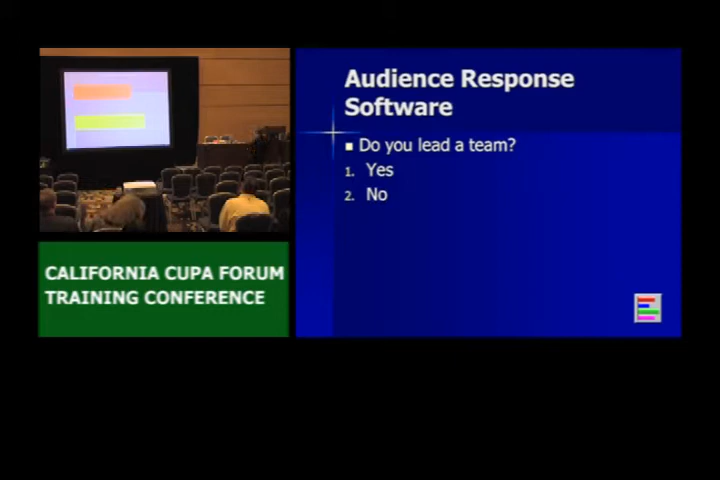 Audience Response
Software
Do you lead a team?
1. Yes
2. No
CALIFORNIA CUPA FORUM
TRAINING CONFERENCE